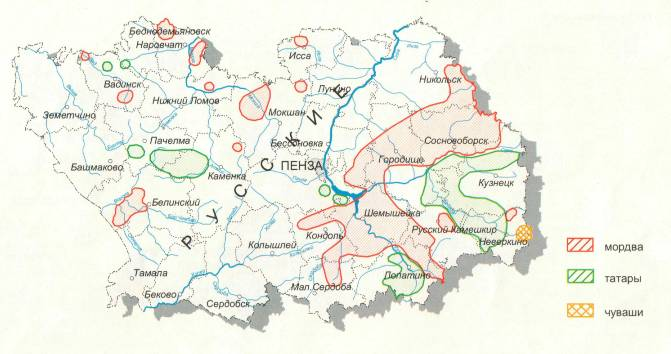 Беднодемьяновск
Наровчат
Исса
Вадинск
Лунино
Никольск
Нижний Ломов
Мокшан
Земетчино
Пачелма
Бессоновка
Сосновоборск
Башмаково
Каменка
ПЕНЗА
Городище
Кузнецк
Белинский
РУССКИЕ
Шемышейка
Русский Камешкир
Кондоль
Неверкино
Колышлей
Тамала
Лопатино
Мал.Сердоба
Беково
Сердобск
мордва
татары
чуваши